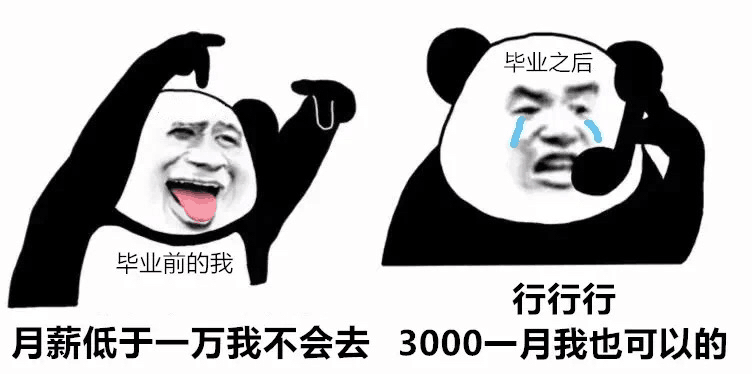 毕业前的我
月薪低于一万我不会去
毕业之后
行行行
3000一月我也可以的